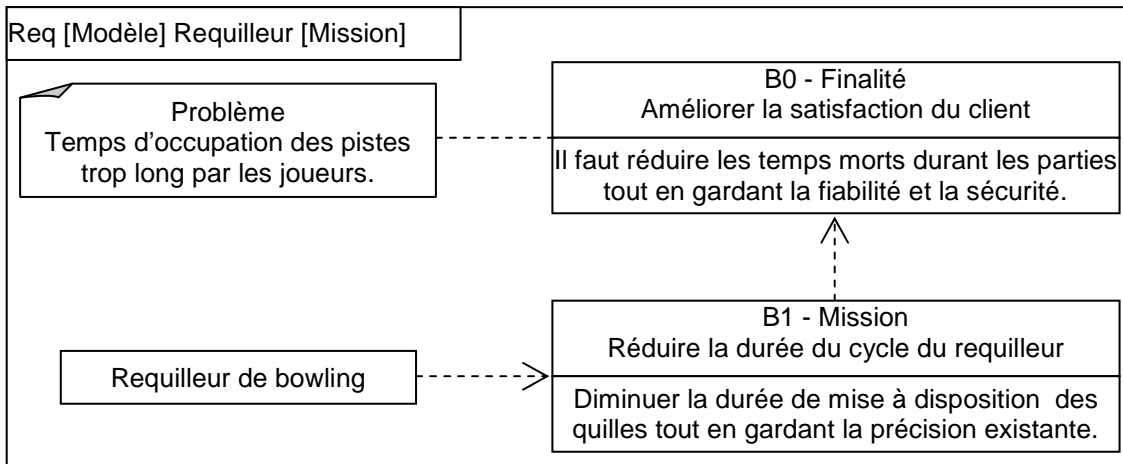 Req [Modèle] Requilleur [Mission]
Problème
Temps d'occupation des pistes
trop long par les joueurs.
B0 - Finalité
Améliorer la satisfaction du client
Il faut réduire les temps morts durant les parties
tout en gardant la fiabilité et la sécurité.
B1 - Mission
Réduire la durée du cycle du requilleur
Diminuer la durée de mise à disposition des
quilles tout en gardant la précision existante.
Requilleur de bowling